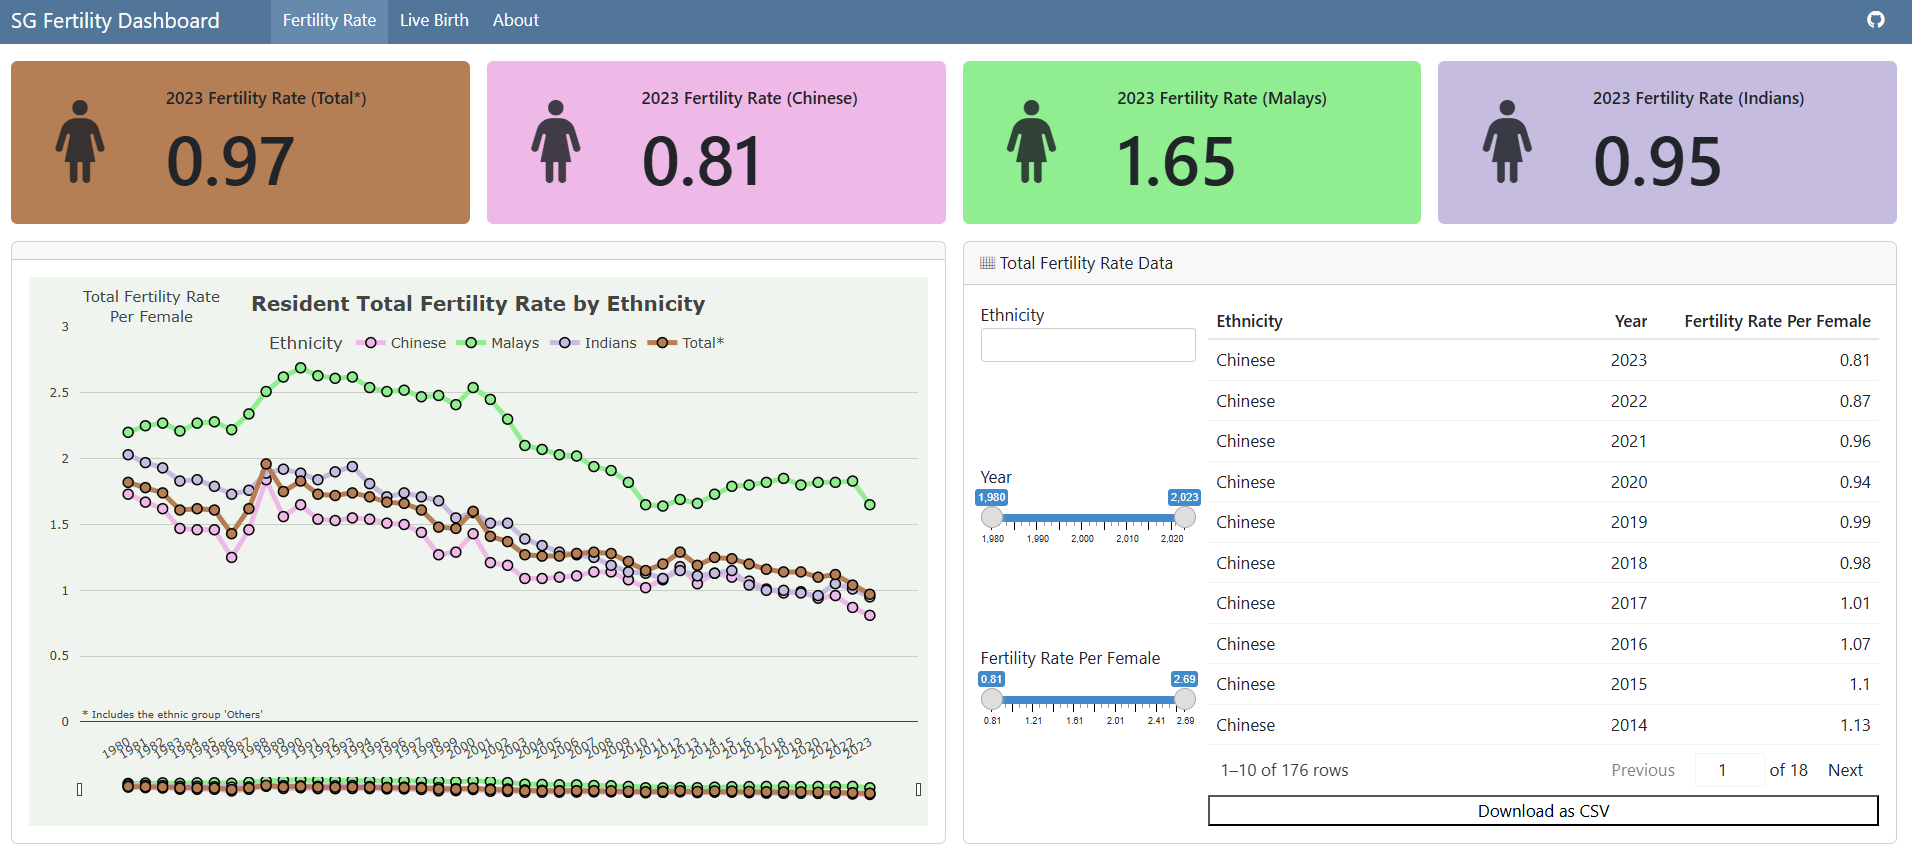 SG Fertility Dashboard
Fertility Rate
Live Birth
About
2023 Fertility Rate (Total*)
0.97
2023 Fertility Rate (Chinese)
0.81
2023 Fertility Rate (Malays)
1.65
2023 Fertility Rate (Indians)
0.95
Total Fertility Rate
Per Female
Resident Total Fertility Rate by Ethnicity
Ethnicity Chinese Malays Indians Total*
3
2.5
2
1.5
1
0.5
0
* Includes the ethnic group 'Others'
1980 1981 1982 1983 1984 1985 1986 1987 1988 1989 1990 1991 1992 1993 1994 1995 1996 1997 1998 1999 2000 2001 2002 2003 2004 2005 2006 2007 2008 2009 2010 2011 2012 2013 2014 2015 2016 2017 2018 2019 2020 2021 2022 2023
Total Fertility Rate Data
Ethnicity
Year
1,980 2,023
1,980 1,990 2,000 2,010 2,020
Fertility Rate Per Female
0.81 2.69
0.81 1.21 1.61 2.01 2.41 2.69
Ethnicity Year Fertility Rate Per Female
Chinese 2023 0.81
Chinese 2022 0.87
Chinese 2021 0.96
Chinese 2020 0.94
Chinese 2019 0.99
Chinese 2018 0.98
Chinese 2017 1.01
Chinese 2016 1.07
Chinese 2015 1.1
Chinese 2014 1.13
1–10 of 176 rows
Previous 1 of 18 Next
Download as CSV